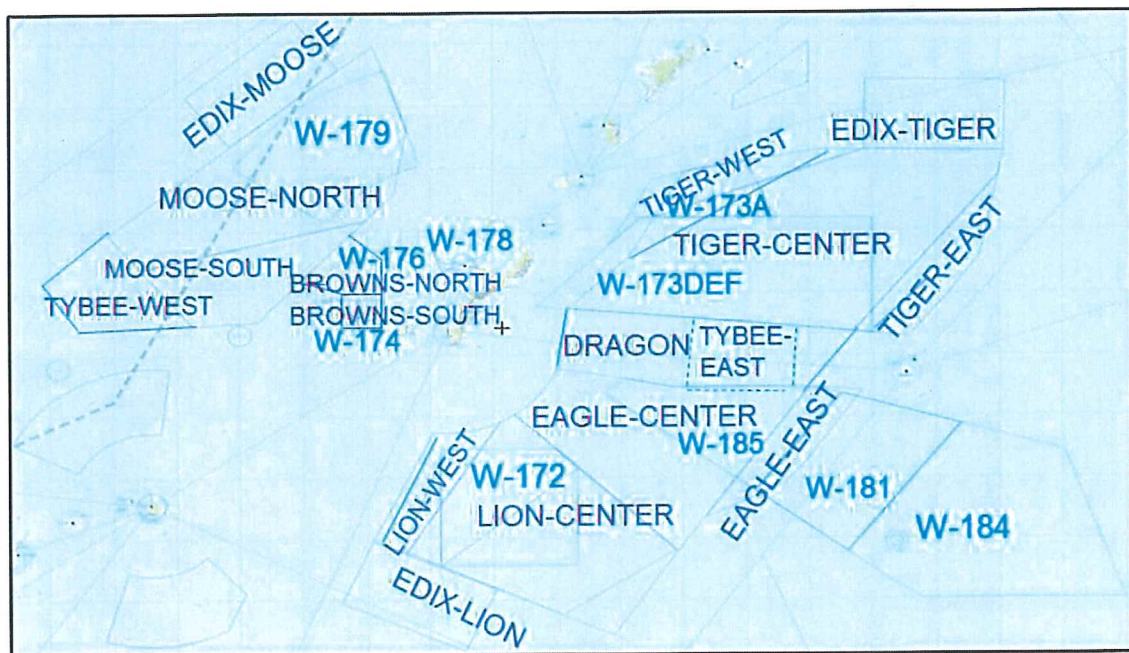 EDIX-MOOSE
W-179
EDIX-TIGER
TIGER-WEST
MOOSE-NORTH
W-173A
W-178
TIGER-CENTER
W-176
MOOSE-SOUTH
BROWNS-NORTH
W-173DEF
TIGER-EAST
TYBEE-WEST
BROWNS-SOUTH
W-174
DRAGON
TYBEE-
EAST
EAGLE-CENTER
W-185
EAGLE-EAST
LION-WEST
W-172
W-181
LION-CENTER
W-184
EDIX-LION